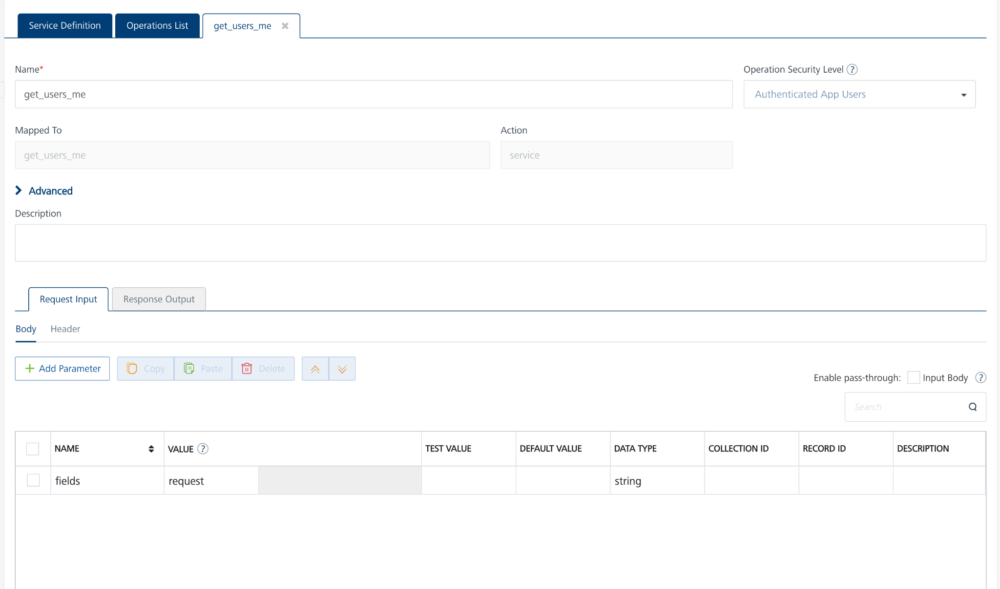 Service Definition Operations List get_users_me ✖
Name* Operation Security Level ?
get_users_me Authenticated App Users
Mapped To Action
get_users_me service
Advanced
Description
Request Input Response Output
Body Header
Add Parameter Copy Paste Delete
Enable pass-through: Input Body ?
Search
NAME VALUE ? TEST VALUE DEFAULT VALUE DATA TYPE COLLECTION ID RECORD ID DESCRIPTION
fields request string